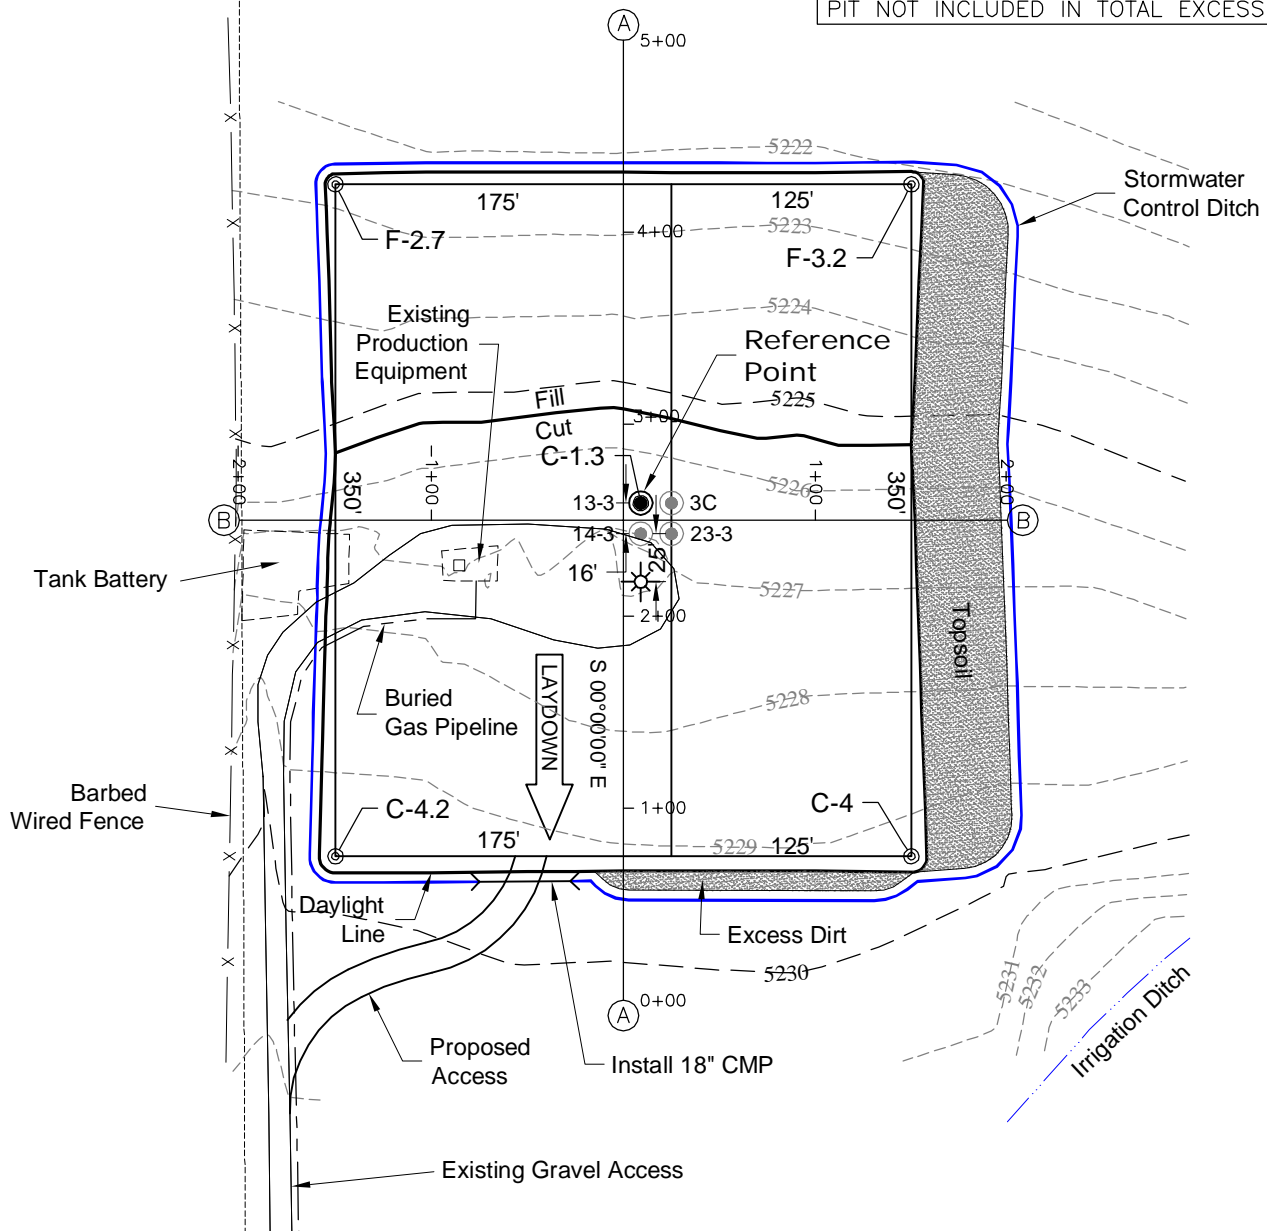 PIT NOT INCLUDED IN TOTAL EXCESS
A
5+00
5222
Stormwater
Control Ditch
175'
125'
F-2.7
4+00
5223
F-3.2
Existing
Production
Equipment
5224
Reference
Point
Fill
Cut
3+00
5225
C-1.3
2+00
350'
1+00
5226
1+00
350'
2+00
13-3
3C
B
B
14-3
23-3
16'
25'
Tank Battery
5227
2+00
Topsoil
Buried
Gas Pipeline
LAYDOWN
S 00°00'00" E
5228
Barbed
Wired Fence
C-4.2
1+00
C-4
175'
5229
125'
Daylight
Line
Excess Dirt
5230
5231
5232
5233
Irrigation Ditch
0+00
A
Proposed
Access
Install 18" CMP
Existing Gravel Access
X
X
X
X
X
X
X
X